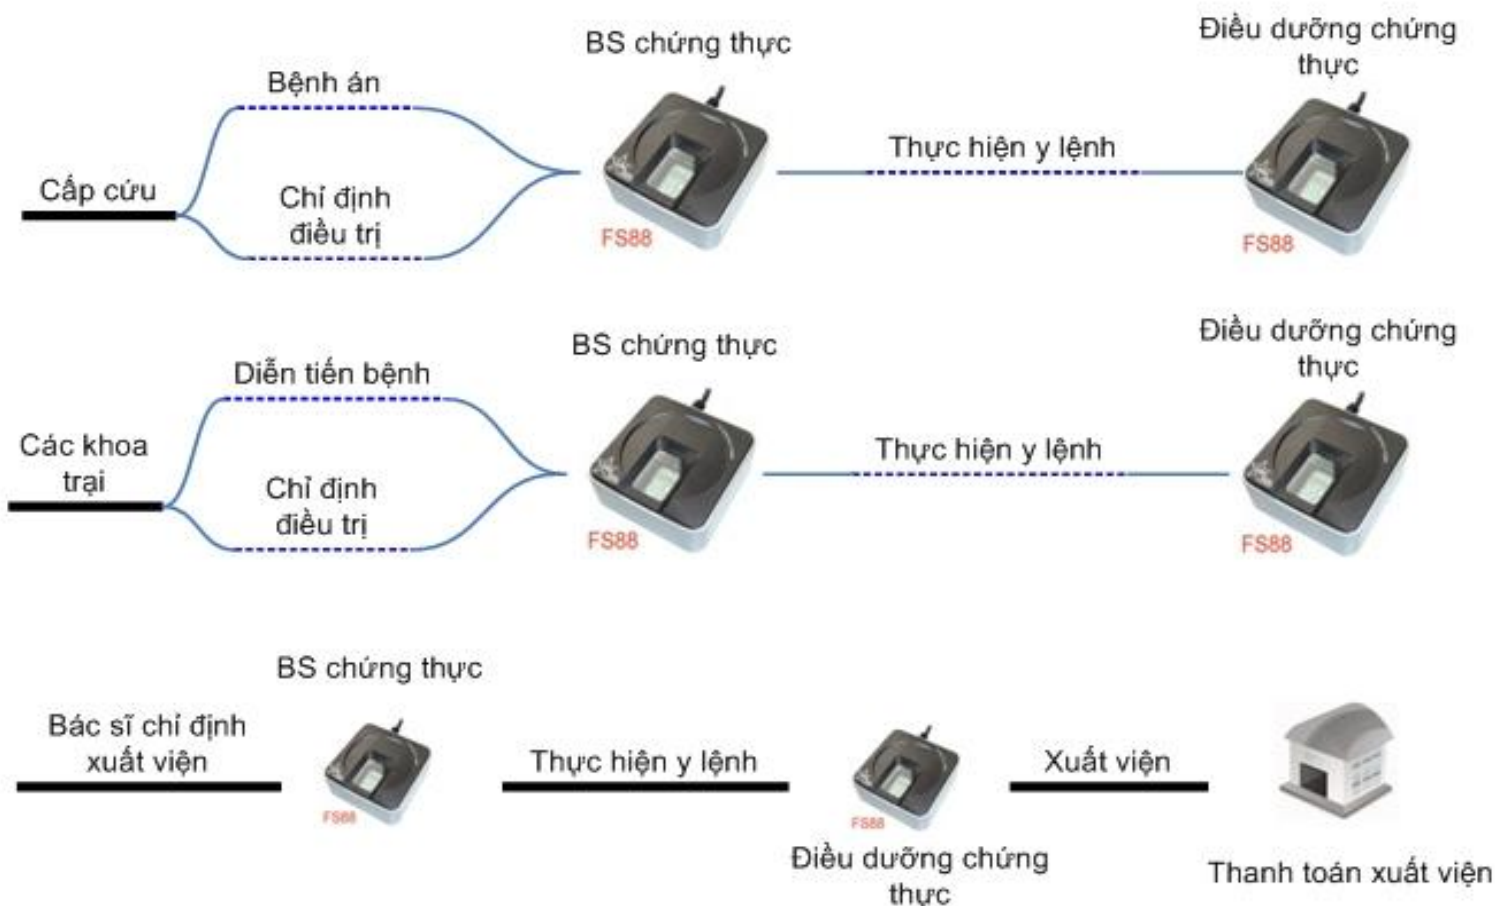 BS chứng thực
Điều dưỡng chứng
thực
Bệnh án
Thực hiện y lệnh
Cấp cứu
Chỉ định
điều trị
FS88
FS88
BS chứng thực
Điều dưỡng chứng
thực
Diễn tiến bệnh
Các khoa
trại
Thực hiện y lệnh
Chỉ định
điều trị
FS88
FS88
BS chứng thực
Bác sĩ chỉ định
xuất viện
Thực hiện y lệnh
Xuất viện
FS88
FS88
Điều dưỡng chứng
thực
Thanh toán xuất viện